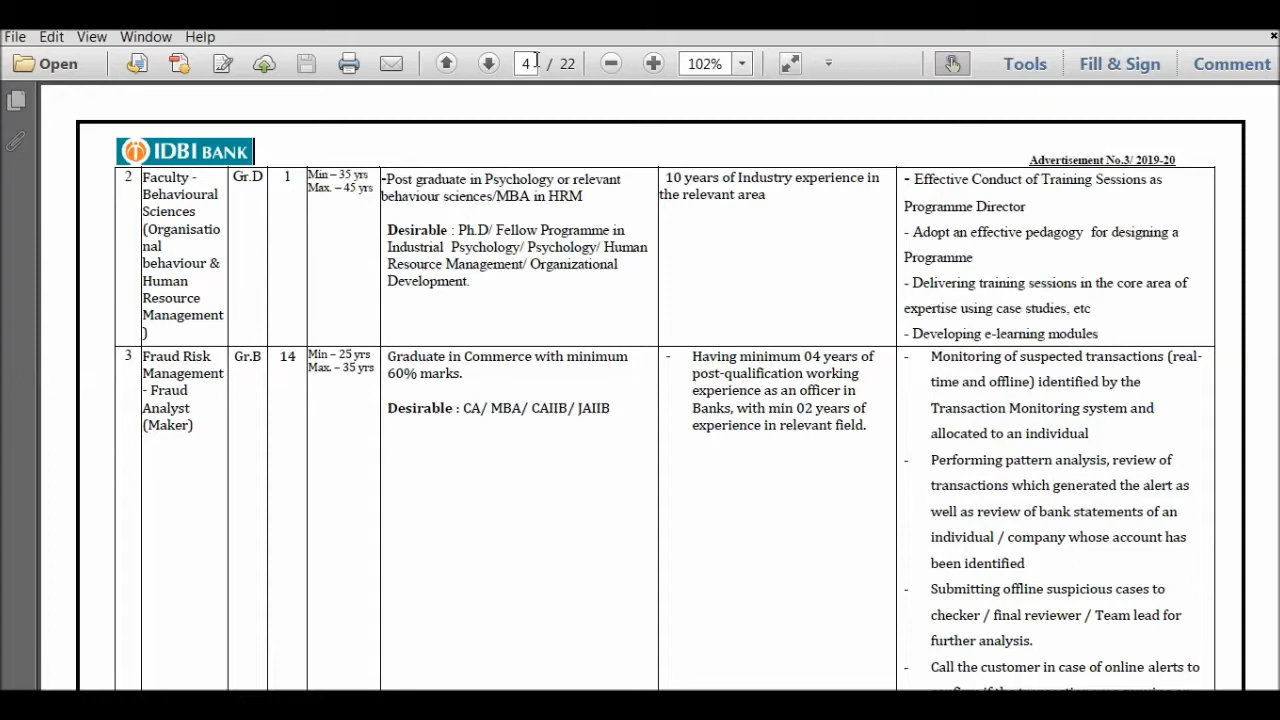 File Edit View Window Help ×
Open 4 / 22 102% Tools Fill & Sign Comment
IDBI BANK
Advertisement No.3/ 2019-20
2
Faculty -
Behavioural
Sciences
(Organisatio
nal
behaviour &
Human
Resource
Management
)
Gr.D
1
Min – 35 yrs
Max. – 45 yrs
-Post graduate in Psychology or relevant
behaviour sciences/MBA in HRM
Desirable : Ph.D/ Fellow Programme in
Industrial Psychology/ Psychology/ Human
Resource Management/ Organizational
Development.
10 years of Industry experience in
the relevant area
- Effective Conduct of Training Sessions as
Programme Director
- Adopt an effective pedagogy for designing a
Programme
- Delivering training sessions in the core area of
expertise using case studies, etc
- Developing e-learning modules
3
Fraud Risk
Management
- Fraud
Analyst
(Maker)
Gr.B
14
Min – 25 yrs
Max. – 35 yrs
Graduate in Commerce with minimum
60% marks.
Desirable : CA/ MBA/ CAIIB/ JAIIB
- Having minimum 04 years of
post-qualification working
experience as an officer in
Banks, with min 02 years of
experience in relevant field.
- Monitoring of suspected transactions (real-
time and offline) identified by the
Transaction Monitoring system and
allocated to an individual
- Performing pattern analysis, review of
transactions which generated the alert as
well as review of bank statements of an
individual / company whose account has
been identified
- Submitting offline suspicious cases to
checker / final reviewer / Team lead for
further analysis.
- Call the customer in case of online alerts to